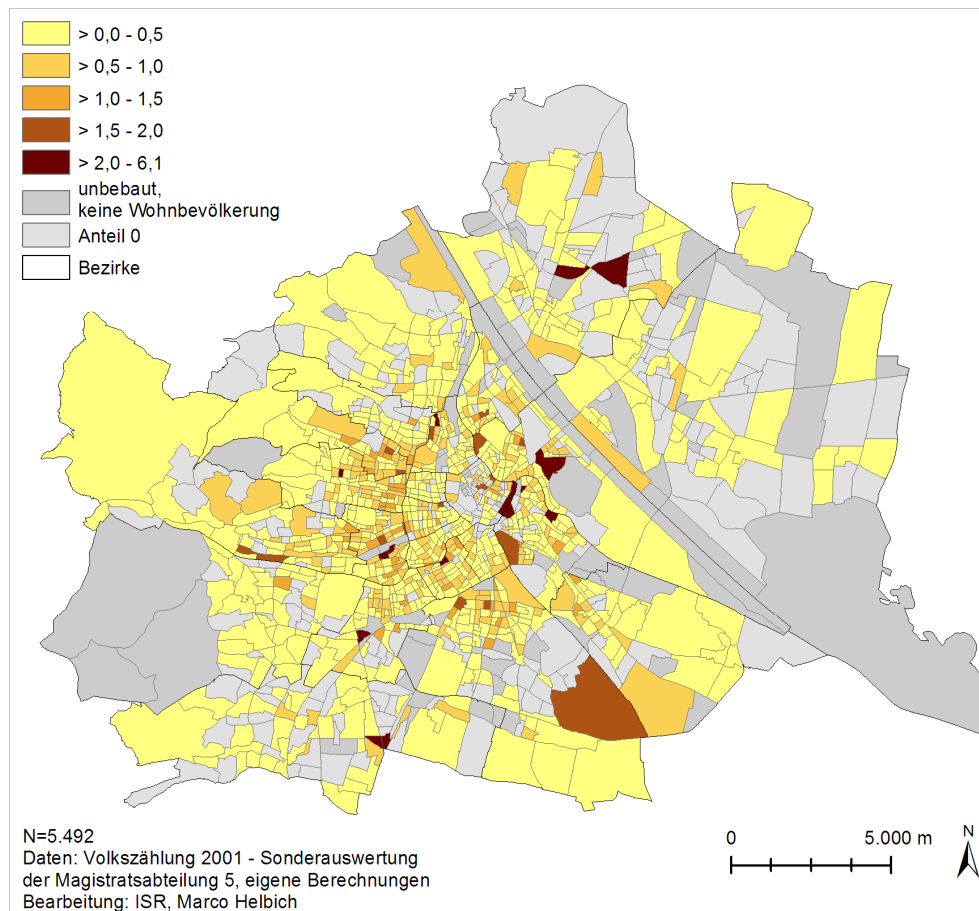 > 0,0 - 0,5
> 0,5 - 1,0
> 1,0 - 1,5
> 1,5 - 2,0
> 2,0 - 6,1
unbebaut,
keine Wohnbevölkerung
Anteil 0
Bezirke
N=5.492
Daten: Volkszählung 2001 - Sonderauswertung
der Magistratsabteilung 5, eigene Berechnungen
Bearbeitung: ISR, Marco Helbich
0 5.000 m
N